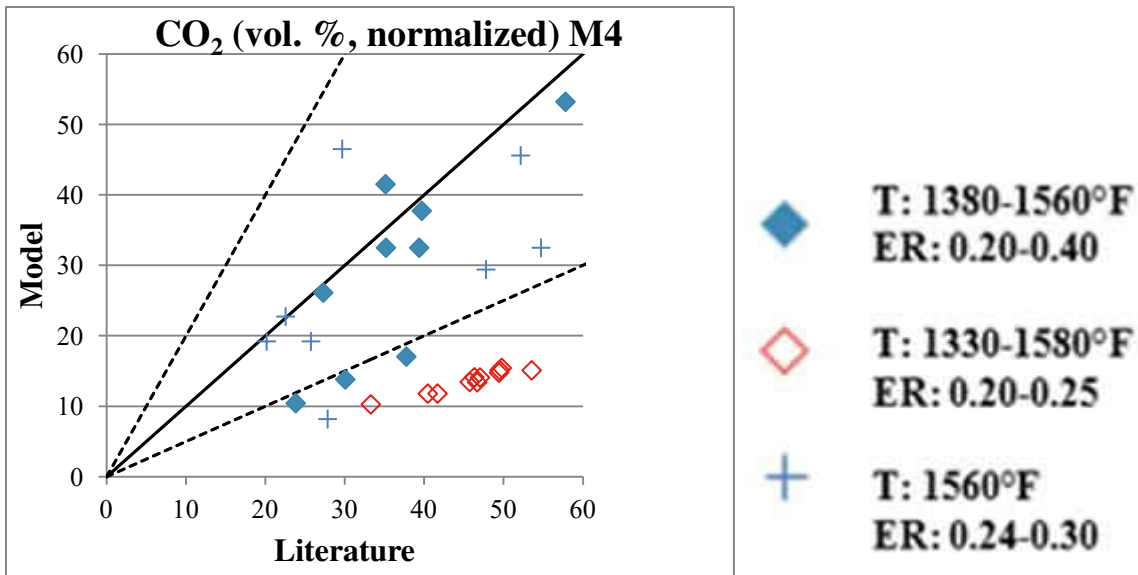 CO₂ (vol. %, normalized) M4
60
50
40
30
20
10
0
Model
0 10 20 30 40 50 60
Literature
T: 1380-1560°F
ER: 0.20-0.40
T: 1330-1580°F
ER: 0.20-0.25
T: 1560°F
ER: 0.24-0.30